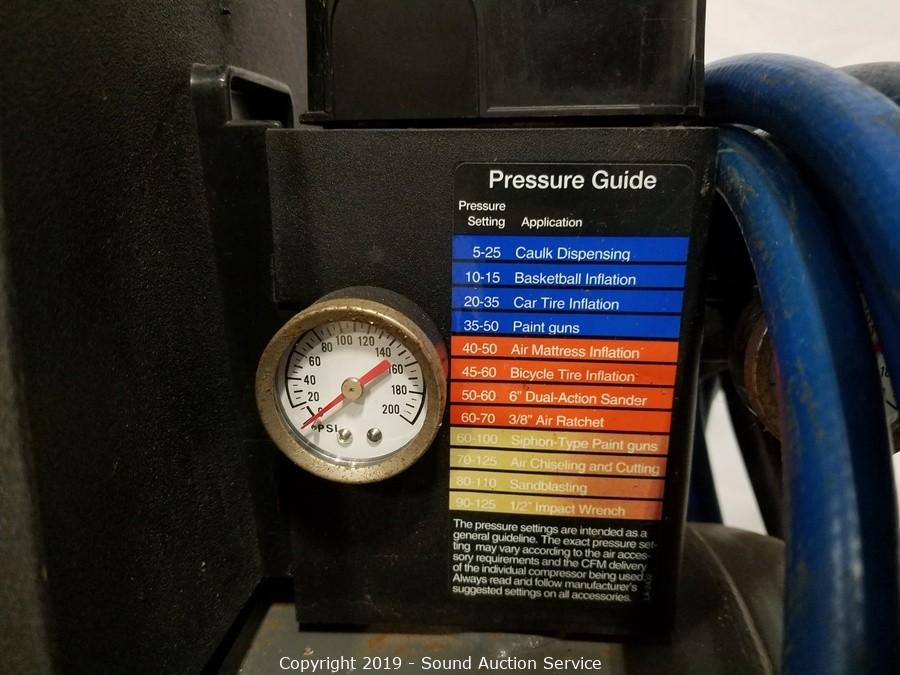 Pressure Guide
Pressure
Setting Application
5-25 Caulk Dispensing
10-15 Basketball Inflation
20-35 Car Tire Inflation
35-50 Paint guns
40-50 Air Mattress Inflation
45-60 Bicycle Tire Inflation
50-60 6" Dual-Action Sander
60-70 3/8" Air Ratchet
60-100 Siphon-Type Paint guns
70-125 Air Chiseling and Cutting
80-110 Sandblasting
90-125 1/2" Impact Wrench
The pressure settings are intended as a
general guideline. The exact pressure set-
ting may vary according to the air acces-
sory requirements and the CFM delivery
of the individual compressor being used.
Always read and follow manufacturer's
suggested settings on all accessories.
0 20 40 60 80 100 120 140 160 180 200
PSI
Copyright 2019 - Sound Auction Service